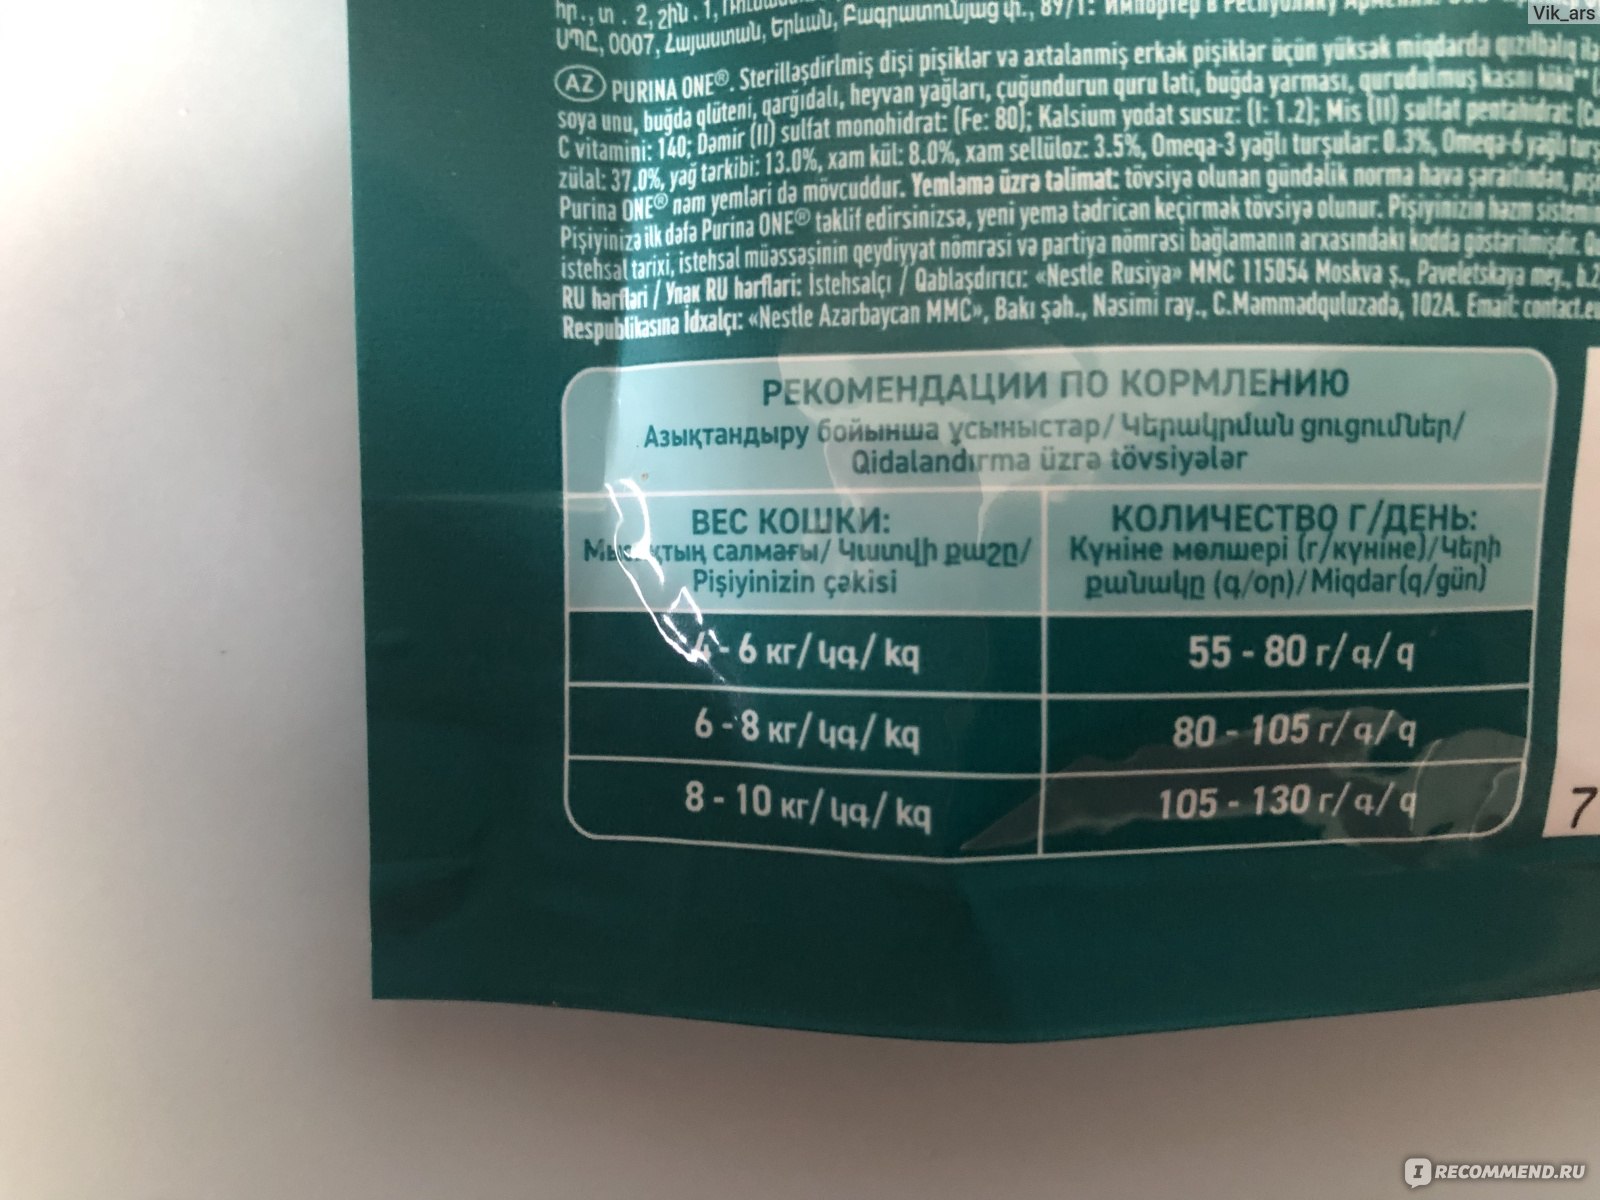 Vik_ars
ՍՊԸ, 0007, Հայաստան, Երևան, Բագրատունյաց փ., 89/1: Импортер в Республику
AZ PURINA ONE®. Sterilləşdirlmiş dişi pişiklər və axtalanmış erkək pişiklər üçün yüksək miqdarda qızılbalıq ilə
soya unu, buğda qlüteni, qarğıdalı, heyvan yağları, çuğundurun quru ləti, buğda yarması, qurudulmuş kasnı kökü**
C vitamini: 140; Dəmir (II) sulfat monohidrat: (Fe: 80); Kalsium yodat susuz: (I: 1.2); Mis (II) sulfat pentahidrat:
zülal: 37.0%, yağ tərkibi: 13.0%, xam kül: 8.0%, xam sellüloz: 3.5%, Omeqa-3 yağlı turşular: 0.3%, Omeqa-6 yağlı
Purina ONE® nəm yemləri də mövcuddur. Yemləmə üzrə təlimat: tövsiyə olunan gündəlik norma hava şəraitindən,
Pişiyinizə ilk dəfə Purina ONE® təklif edirsinizsə, yeni yemə tədricən keçirmək tövsiyə olunur. Pişiyinizin həzm
istehsal tarixi, istehsal müəssəsinin qeydiyyat nömrəsi və partiya nömrəsi bağlamanın arxasındakı kodda göstərilmişdir.
RU hərfləri / Упак RU hərfləri: İstehsalçı / Qablaşdırıcı: «Nestle Rusiya» MMC 115054 Moskva ş., Paveletskaya mey.,
Respublikasına İdxalçı: «Nestle Azərbaycan MMC», Bakı şəh., Nəsimi ray., C.Məmmədquluzadə, 102A. Email: contact.eu
РЕКОМЕНДАЦИИ ПО КОРМЛЕНИЮ
Азықтандыру бойынша ұсыныстар/ Կերակրման ցուցումներ/
Qidalandırma üzrə tövsiyələr
ВЕС КОШКИ:
салмағы/ Կատվի քաշը/
Pişiyinizin çəkisi
КОЛИЧЕСТВО Г/ДЕНЬ:
Күніне мөлшері (г/күніне)/Կերի
քանակը (գ/օր)/ Miqdar(q/gün)
4 - 6 кг/ կգ/ kq
55 - 80 г/ գ/ q
6 - 8 кг/ կգ/ kq
80 - 105 г/ գ/ q
8 - 10 кг/ կգ/ kq
105 - 130 г/ գ/ q
7
IRECOMMEND.RU